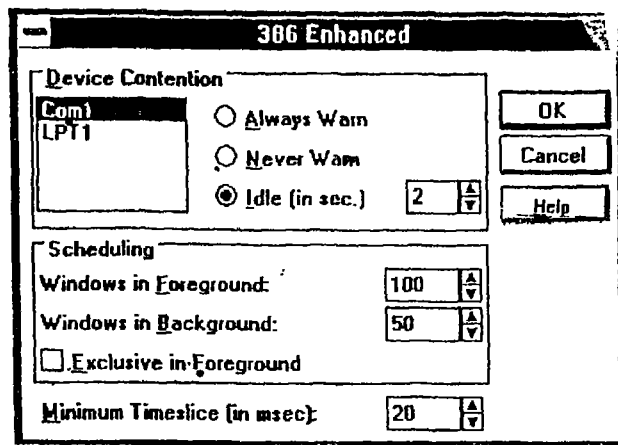 386 Enhanced
Device Contention
Com1
LPT1
Always Warn
Never Warn
Idle (in sec.) 2
OK
Cancel
Help
Scheduling
Windows in Foreground: 100
Windows in Background: 50
Exclusive in Foreground
Minimum Timeslice (in msec): 20